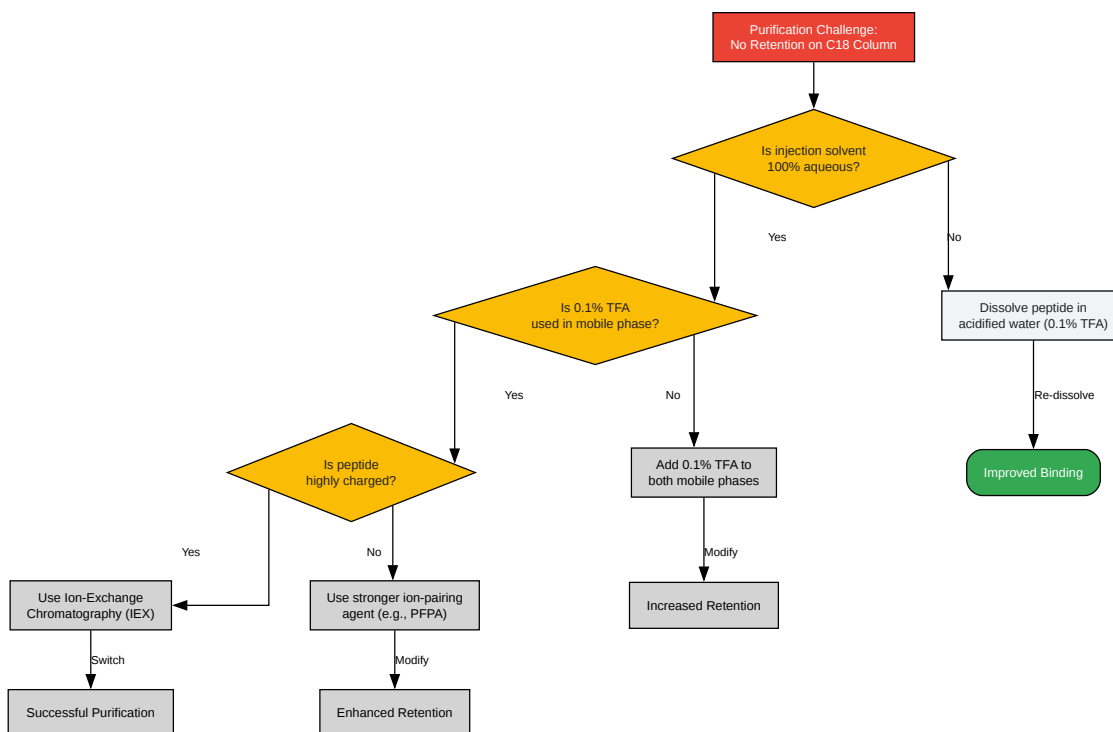 Purification Challenge:
No Retention on C18 Column
Is injection solvent
100% aqueous?
Yes
No
Is 0.1% TFA
used in mobile phase?
Dissolve peptide in
acidified water (0.1% TFA)
Yes
No
Re-dissolve
Is peptide
highly charged?
Add 0.1% TFA to
both mobile phases
Improved Binding
Yes
No
Modify
Use Ion-Exchange
Chromatography (IEX)
Use stronger ion-pairing
agent (e.g., PFPA)
Increased Retention
Switch
Modify
Successful Purification
Enhanced Retention